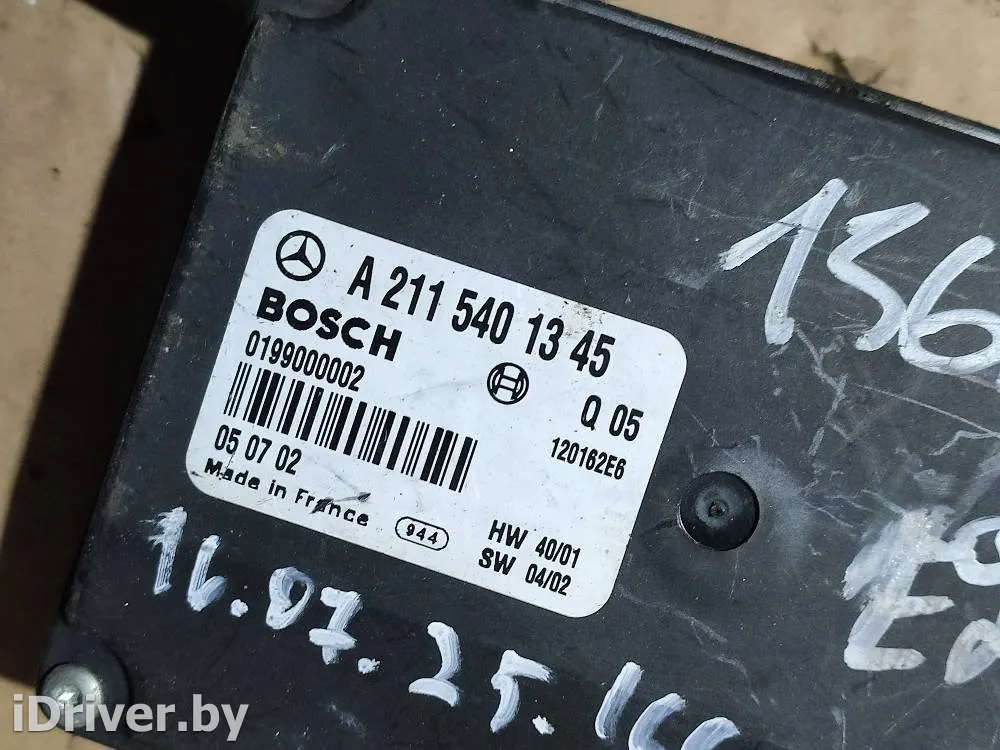 A 211 540 13 45
BOSCH
0199000002
Q 05
120162E6
05 07 02
Made in France
944
HW 40/01
SW 04/02
136
16.07.25.
iDriver.by